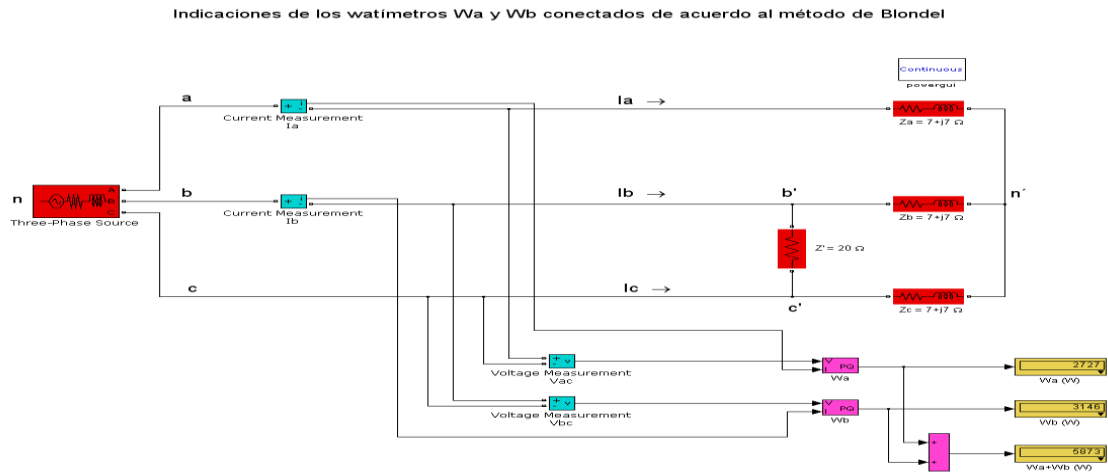 Indicaciones de los watímetros Wa y Wb conectados de acuerdo al método de Blondel
Continuous
powergui
a
+
-
i
Current Measurement
Ia
Ia →
Za = 7+j7 Ω
n
A
B
C
Three-Phase Source
b
+
-
i
Current Measurement
Ib
Ib →
b'
Zb = 7+j7 Ω
n´
Z' = 20 Ω
c
Ic →
c'
Zc = 7+j7 Ω
+
-
v
Voltage Measurement
Vac
V
I
PQ
Wa
2727
Wa (W)
+
-
v
Voltage Measurement
Vbc
V
I
PQ
Wb
3146
Wb (W)
+
+
5873
Wa+Wb (W)